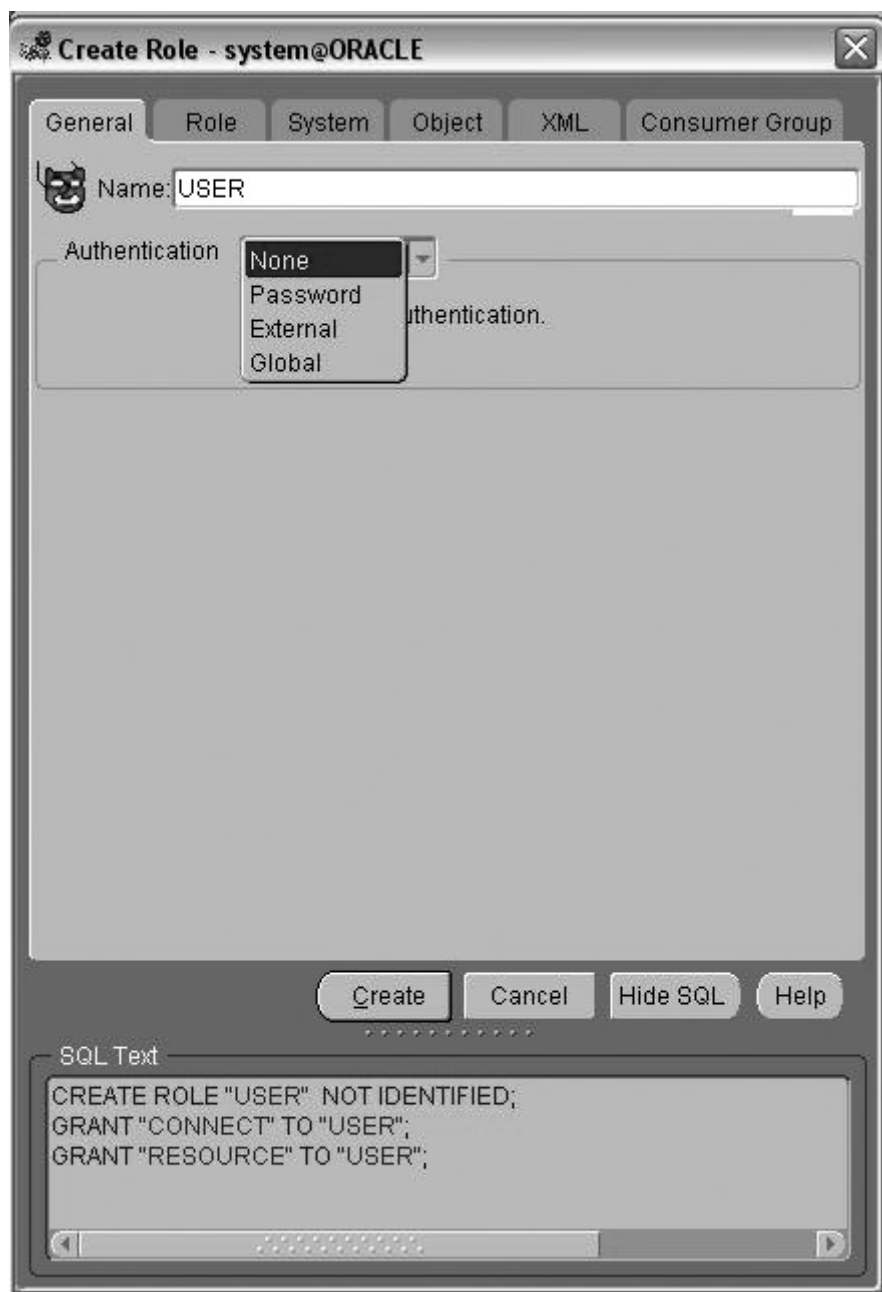 Create Role - system@ORACLE
General Role System Object XML Consumer Group
Name: USER
Authentication
None
Password
External
Global
uthentication.
Create Cancel Hide SQL Help
SQL Text
CREATE ROLE "USER" NOT IDENTIFIED;
GRANT "CONNECT" TO "USER";
GRANT "RESOURCE" TO "USER";